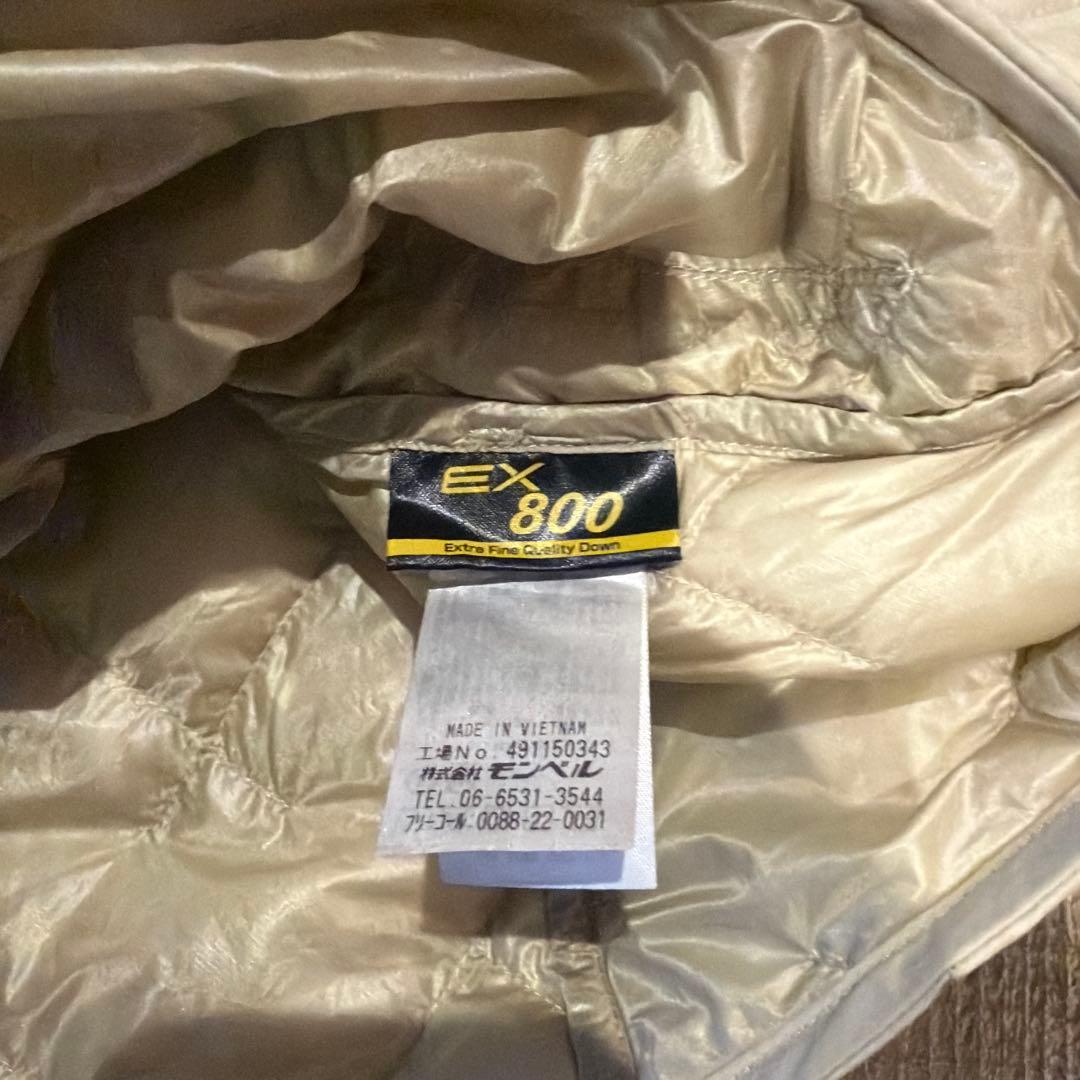 EX
800
Extra Fine Quality Down
MADE IN VIETNAM
工場No. 491150343
株式会社 モンベル
TEL.06-6531-3544
フリーコール.0088-22-0031